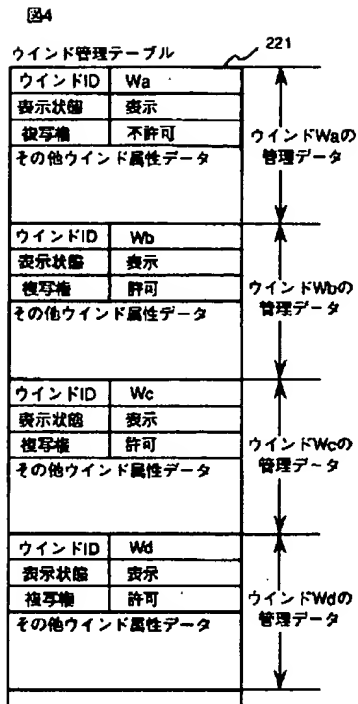 図4
ウインド管理テーブル
221
ウインドID Wa
表示状態 表示
複写権 不許可
その他ウインド属性データ
ウインドWaの
管理データ
ウインドID Wb
表示状態 表示
複写権 許可
その他ウインド属性データ
ウインドWbの
管理データ
ウインドID Wc
表示状態 表示
複写権 許可
その他ウインド属性データ
ウインドWcの
管理データ
ウインドID Wd
表示状態 表示
複写権 許可
その他ウインド属性データ
ウインドWdの
管理データ